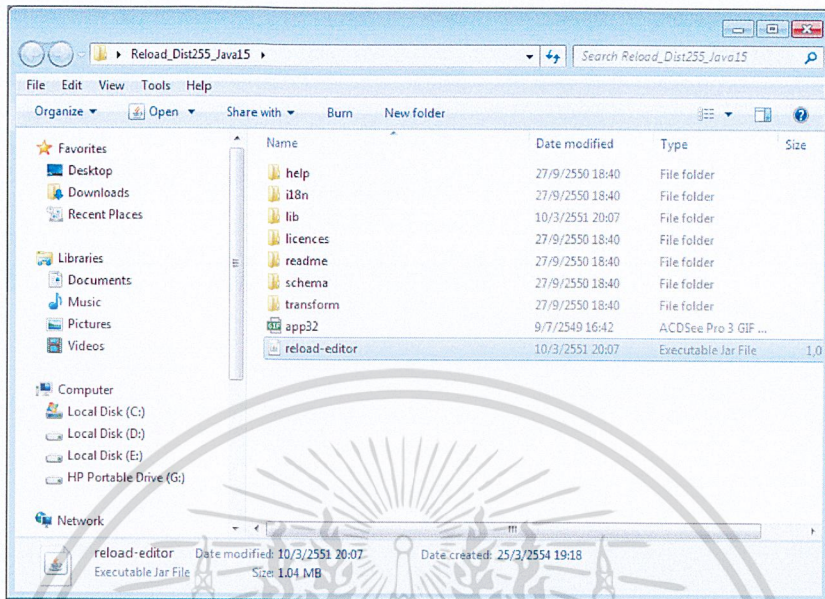 Reload_Dist255_Java15
Search Reload_Dist255_Java15
File Edit View Tools Help
Organize Open Share with Burn New folder
Favorites
Desktop
Downloads
Recent Places
Libraries
Documents
Music
Pictures
Videos
Computer
Local Disk (C:)
Local Disk (D:)
Local Disk (E:)
HP Portable Drive (G:)
Network
Name Date modified Type Size
help 27/9/2550 18:40 File folder
i18n 27/9/2550 18:40 File folder
lib 10/3/2551 20:07 File folder
licences 27/9/2550 18:40 File folder
readme 27/9/2550 18:40 File folder
schema 27/9/2550 18:40 File folder
transform 27/9/2550 18:40 File folder
GIF app32 9/7/2549 16:42 ACDSee Pro 3 GIF ...
reload-editor 10/3/2551 20:07 Executable Jar File 1,0
reload-editor Date modified: 10/3/2551 20:07 Date created: 25/3/2554 19:18
Executable Jar File Size: 1.04 MB